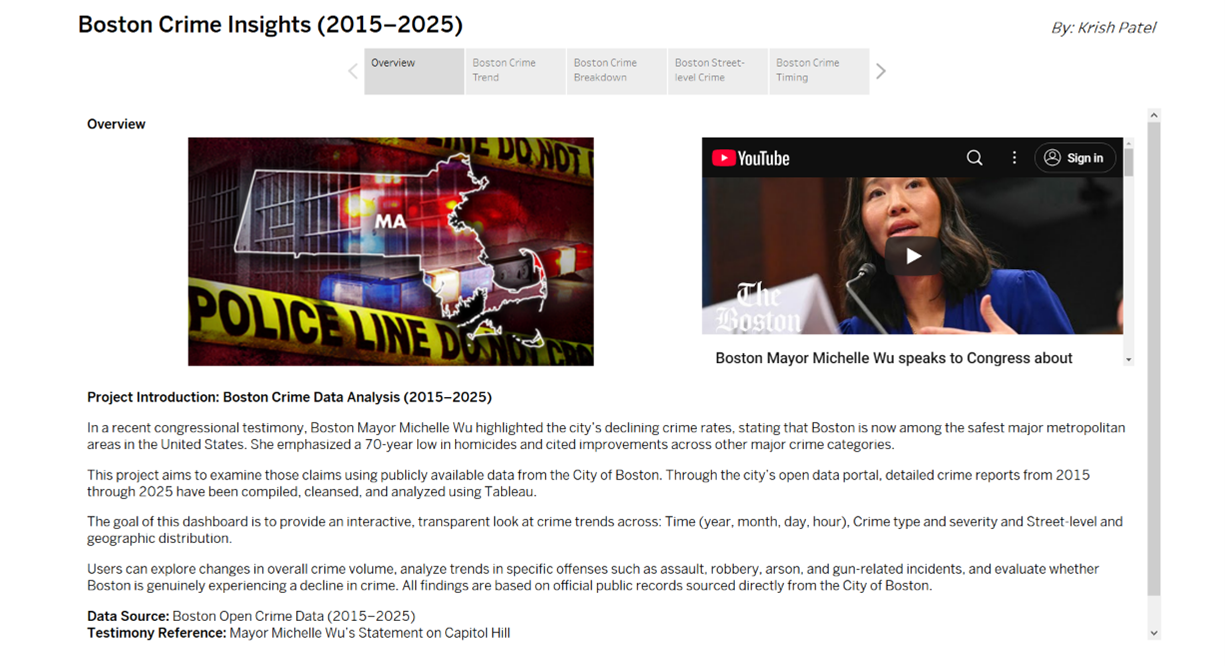 Boston Crime Insights (2015–2025)
By: Krish Patel
Overview
Boston Crime
Trend
Boston Crime
Breakdown
Boston Street-
level Crime
Boston Crime
Timing
Overview
LINE DO NOT
MA
POLICE LINE DO NOT CRO
YouTube
Sign in
The
Boston
Boston Mayor Michelle Wu speaks to Congress about
Project Introduction: Boston Crime Data Analysis (2015–2025)
In a recent congressional testimony, Boston Mayor Michelle Wu highlighted the city's declining crime rates, stating that Boston is now among the safest major metropolitan
areas in the United States. She emphasized a 70-year low in homicides and cited improvements across other major crime categories.
This project aims to examine those claims using publicly available data from the City of Boston. Through the city's open data portal, detailed crime reports from 2015
through 2025 have been compiled, cleansed, and analyzed using Tableau.
The goal of this dashboard is to provide an interactive, transparent look at crime trends across: Time (year, month, day, hour), Crime type and severity and Street-level and
geographic distribution.
Users can explore changes in overall crime volume, analyze trends in specific offenses such as assault, robbery, arson, and gun-related incidents, and evaluate whether
Boston is genuinely experiencing a decline in crime. All findings are based on official public records sourced directly from the City of Boston.
Data Source: Boston Open Crime Data (2015–2025)
Testimony Reference: Mayor Michelle Wu's Statement on Capitol Hill